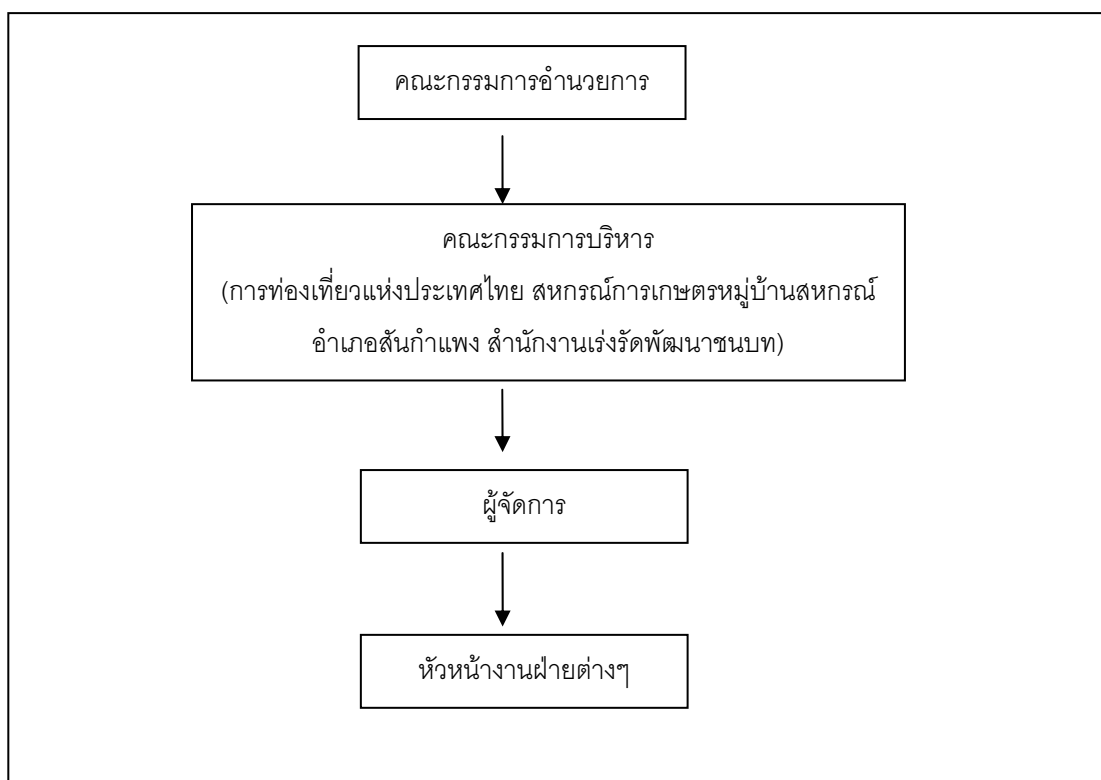 คณะกรรมการอำนวยการ
คณะกรรมการบริหาร
(การท่องเที่ยวแห่งประเทศไทย สหกรณ์การเกษตรหมู่บ้านสหกรณ์
อำเภอสันกำแพง สำนักงานเร่งรัดพัฒนาชนบท)
ผู้จัดการ
หัวหน้างานฝ่ายต่างๆ